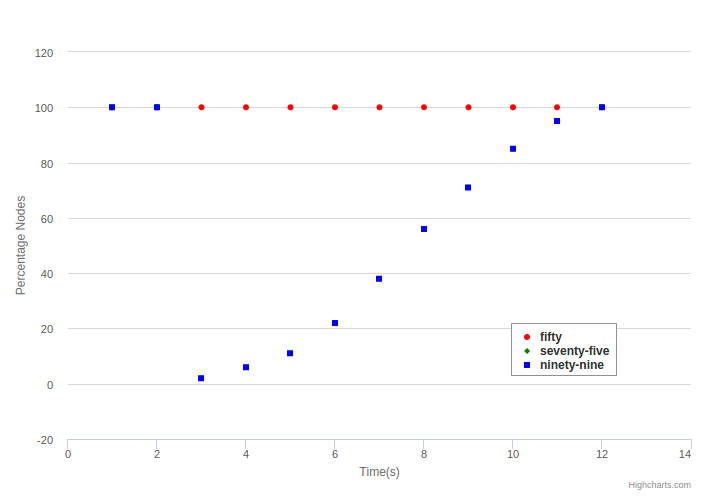 120
100
80
60
40
20
0
-20
Percentage Nodes
fifty
seventy-five
ninety-nine
0 2 4 6 8 10 12 14
Time(s)
Highcharts.com